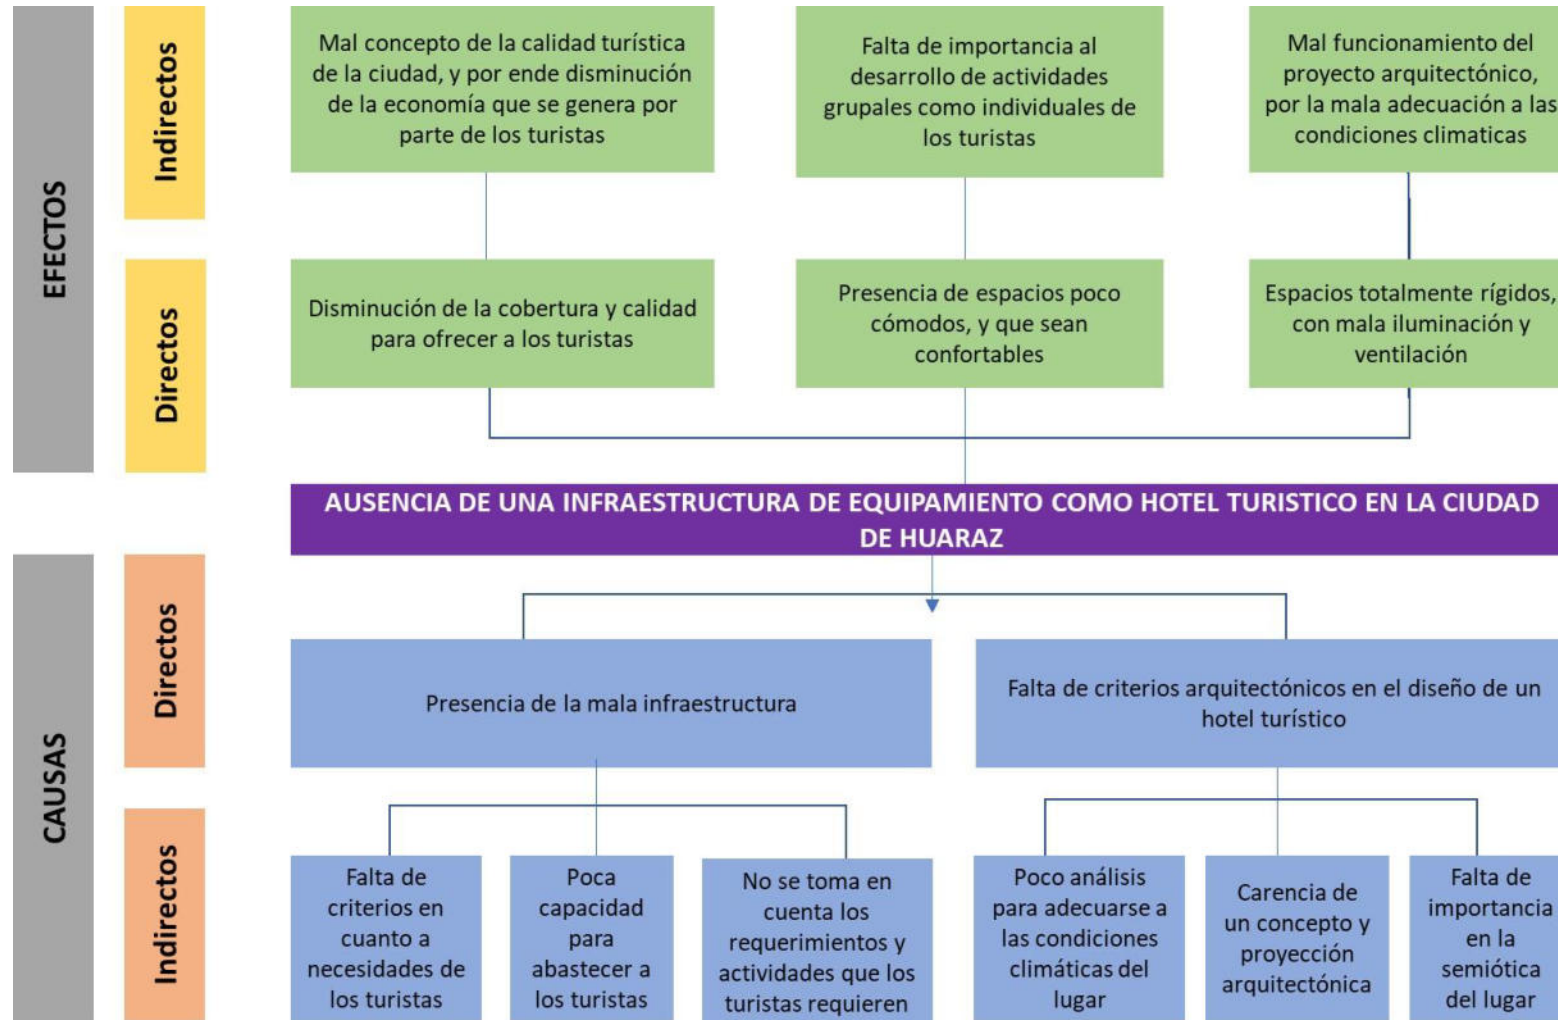 EFECTOS
Indirectos
Mal concepto de la calidad turística
de la ciudad, y por ende disminución
de la economía que se genera por
parte de los turistas
Falta de importancia al
desarrollo de actividades
grupales como individuales de
los turistas
Mal funcionamiento del
proyecto arquitectónico,
por la mala adecuación a las
condiciones climaticas
Directos
Disminución de la cobertura y calidad
para ofrecer a los turistas
Presencia de espacios poco
cómodos, y que sean
confortables
Espacios totalmente rígidos,
con mala iluminación y
ventilación
AUSENCIA DE UNA INFRAESTRUCTURA DE EQUIPAMIENTO COMO HOTEL TURISTICO EN LA CIUDAD
DE HUARAZ
CAUSAS
Directos
Presencia de la mala infraestructura
Falta de criterios arquitectónicos en el diseño de un
hotel turístico
Indirectos
Falta de
criterios en
cuanto a
necesidades de
los turistas
Poca
capacidad
para
abastecer a
los turistas
No se toma en
cuenta los
requerimientos y
actividades que los
turistas requieren
Poco análisis
para adecuarse a
las condiciones
climáticas del
lugar
Carencia de
un concepto y
proyección
arquitectónica
Falta de
importancia
en la
semiótica
del lugar